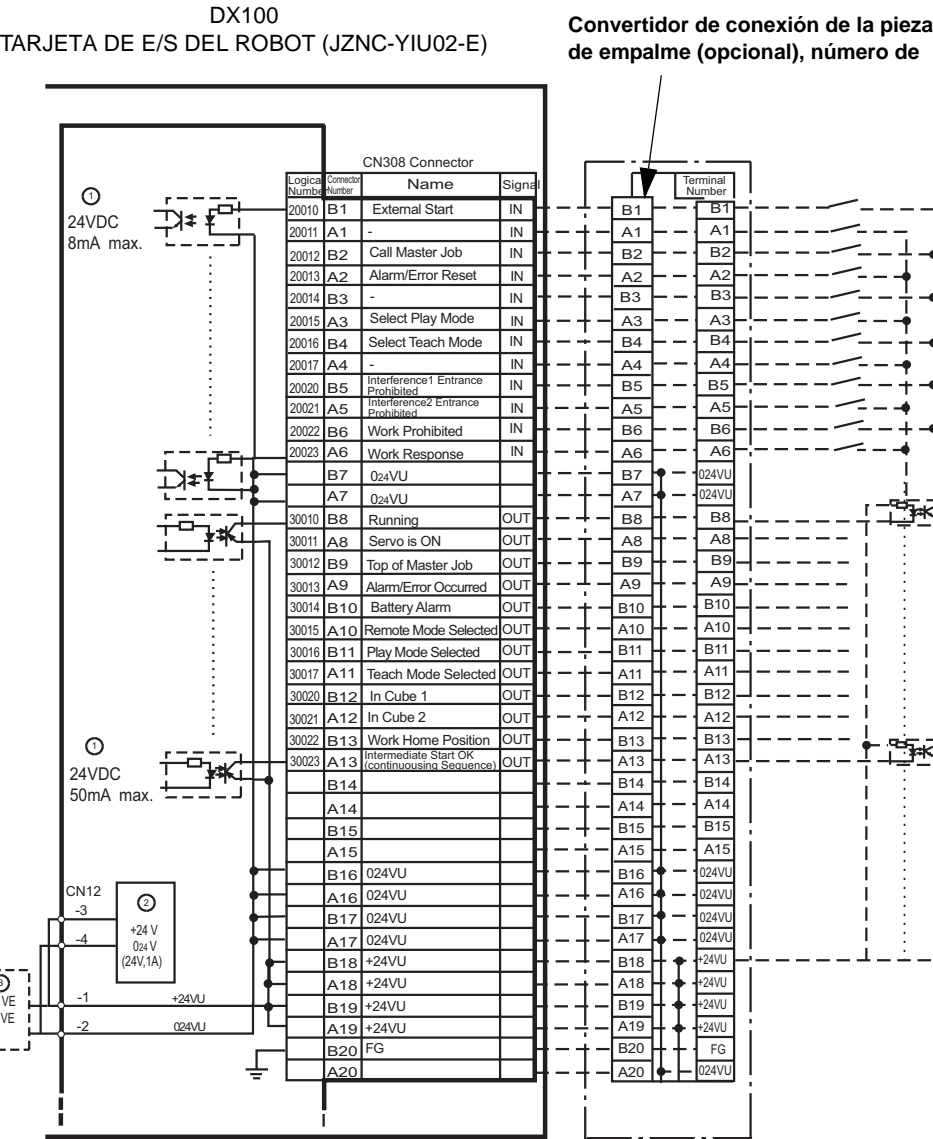 DX100
TARJETA DE E/S DEL ROBOT (JZNC-YIU02-E)
Convertidor de conexión de la pieza
de empalme (opcional), número de
CN308 Connector
Logical Number Connector Number Name Signal
Terminal Number
①
24VDC
8mA max.
20010 B1 External Start IN B1 B1
20011 A1 - IN A1 A1
20012 B2 Call Master Job IN B2 B2
20013 A2 Alarm/Error Reset IN A2 A2
20014 B3 - IN B3 B3
20015 A3 Select Play Mode IN A3 A3
20016 B4 Select Teach Mode IN B4 B4
20017 A4 - IN A4 A4
20020 B5 Interference1 Entrance Prohibited IN B5 B5
20021 A5 Interference2 Entrance Prohibited IN A5 A5
20022 B6 Work Prohibited IN B6 B6
20023 A6 Work Response IN A6 A6
B7 024VU B7 024VU
A7 024VU A7 024VU
30010 B8 Running OUT B8 B8
30011 A8 Servo is ON OUT A8 A8
30012 B9 Top of Master Job OUT B9 B9
30013 A9 Alarm/Error Occurred OUT A9 A9
30014 B10 Battery Alarm OUT B10 B10
30015 A10 Remote Mode Selected OUT A10 A10
30016 B11 Play Mode Selected OUT B11 B11
30017 A11 Teach Mode Selected OUT A11 A11
30020 B12 In Cube 1 OUT B12 B12
30021 A12 In Cube 2 OUT A12 A12
30022 B13 Work Home Position OUT B13 B13
30023 A13 Intermediate Start OK (continuousing Sequence) OUT A13 A13
①
24VDC
50mA max.
B14 B14 B14
A14 A14 A14
B15 B15 B15
A15 A15 A15
B16 024VU B16 024VU
A16 024VU A16 024VU
B17 024VU B17 024VU
A17 024VU A17 024VU
B18 +24VU B18 +24VU
A18 +24VU A18 +24VU
B19 +24VU B19 +24VU
A19 +24VU A19 +24VU
B20 FG B20 FG
A20 A20 024VU
CN12
-3
-4
②
+24 V
024 V
(24V,1A)
VE
VE
-1 +24VU
-2 024VU